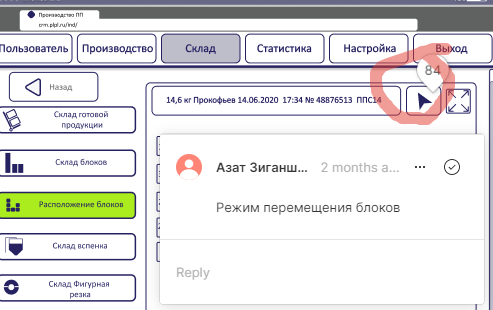 Производство ПП
crm.plpl.ru/ind/
Пользователь
Производство
Склад
Статистика
Настройка
Выход
84
Назад
14,6 кг Прокофьев 14.06.2020 17:34 № 48876513 ППС14
Склад готовой
продукции
Склад блоков
Расположение блоков
Склад вспенка
Склад Фигурная
резка
Азат Зиганш... 2 months a... ...
Режим перемещения блоков
Reply